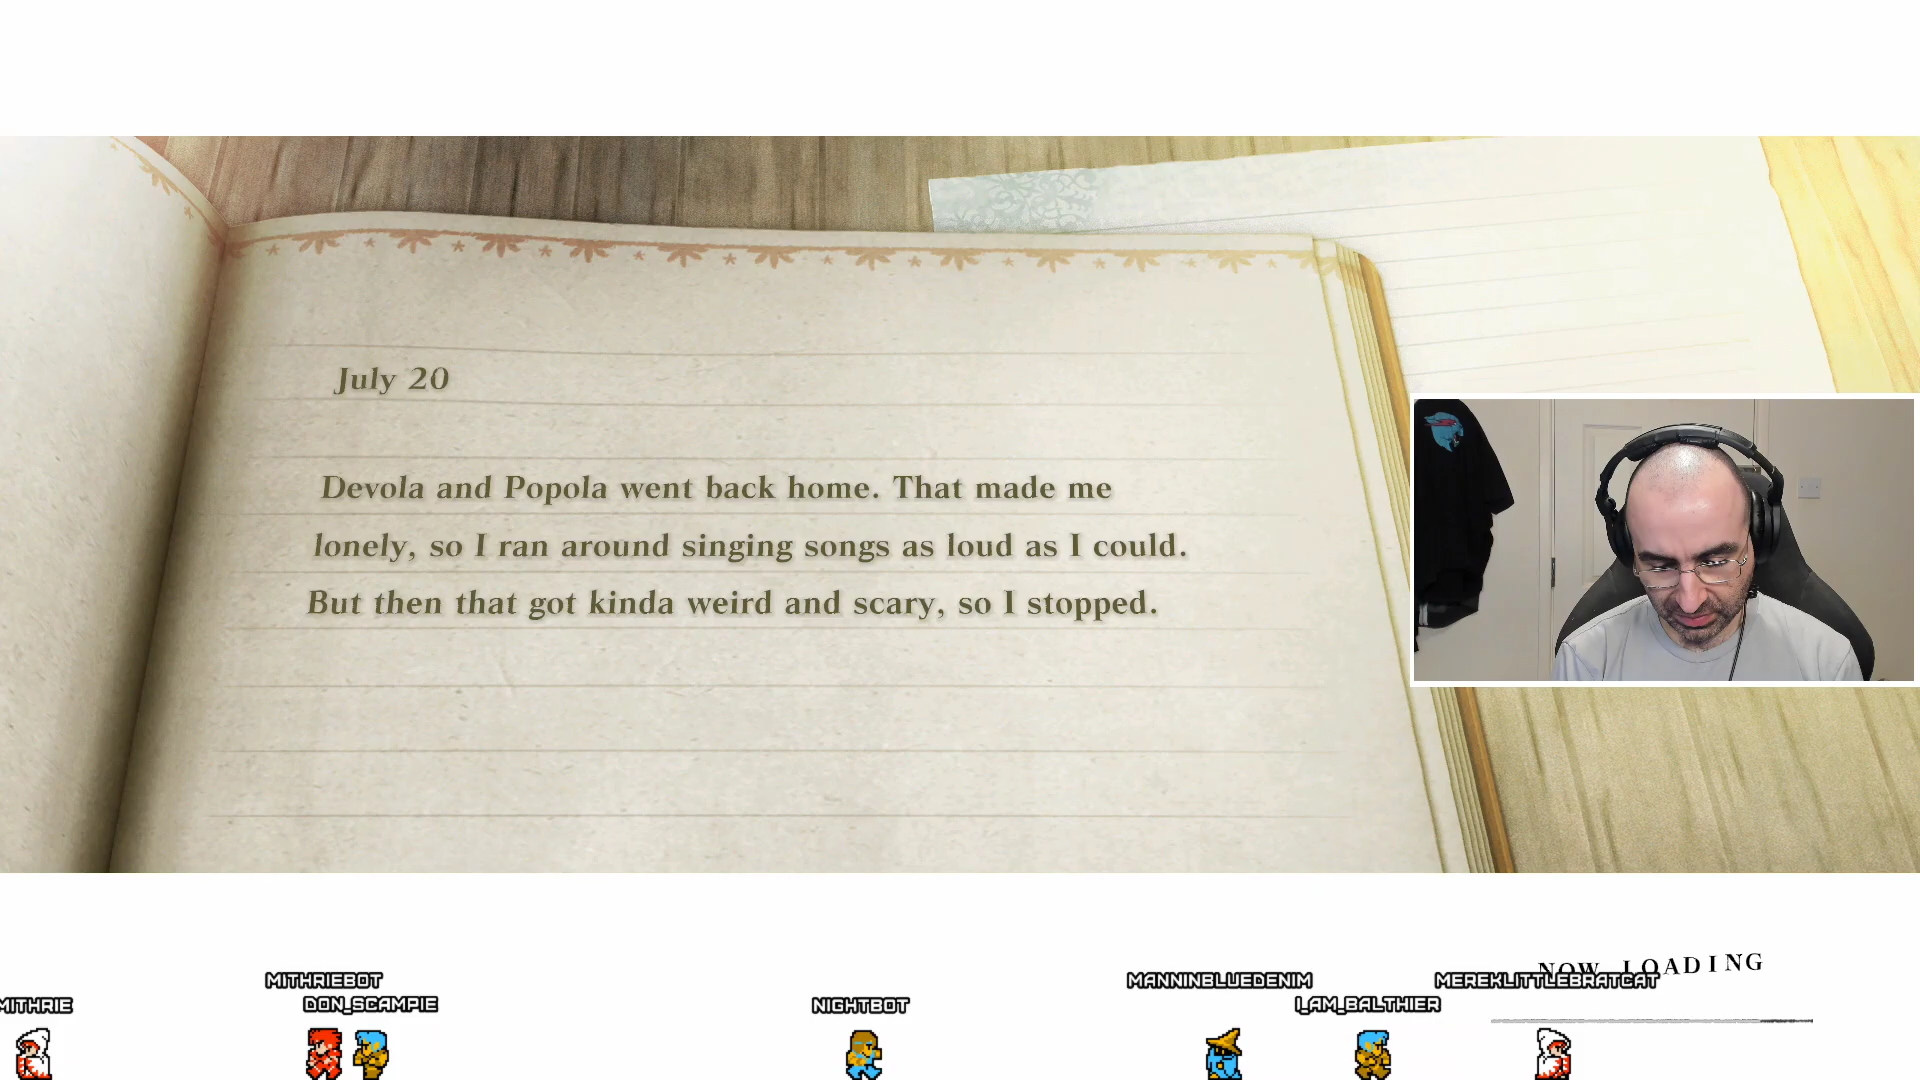 July 20
Devola and Popola went back home. That made me
lonely, so I ran around singing songs as loud as I could.
But then that got kinda weird and scary, so I stopped.
NOW LOADING
MITHRIEBOT
MANNINBLUEDENIM
MEREKLITTLEBRATCAT
MITHRIE
DON_SCAMPIE
NIGHTBOT
I_AM_BALTHIER